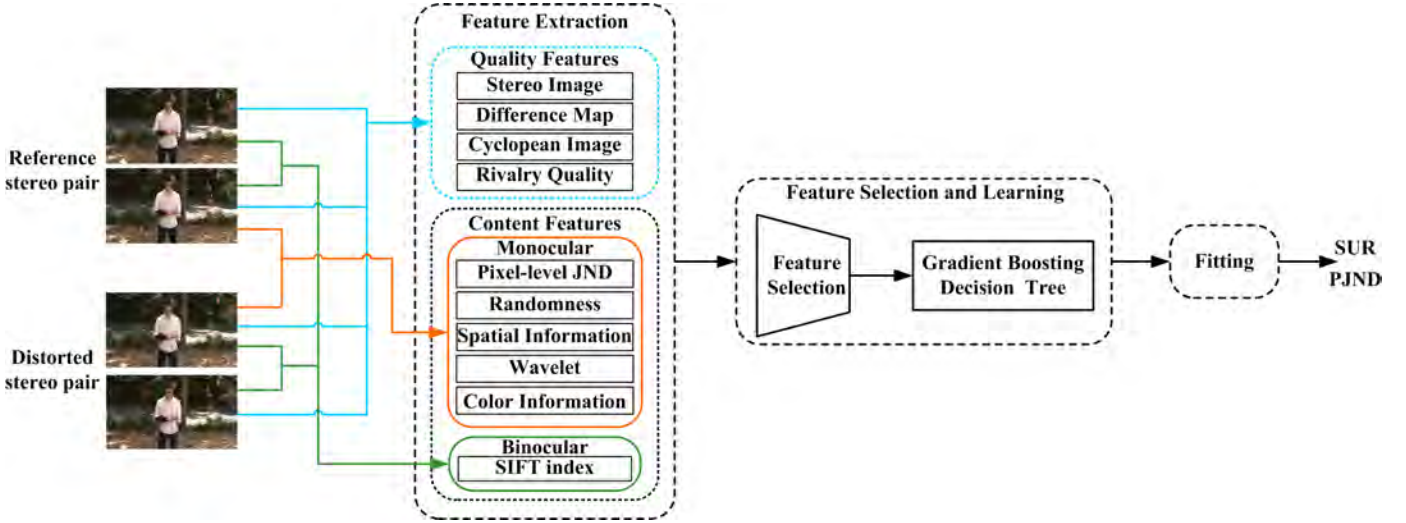 Reference
stereo pair
Distorted
stereo pair
Feature Extraction
Quality Features
Stereo Image
Difference Map
Cyclopean Image
Rivalry Quality
Content Features
Monocular
Pixel-level JND
Randomness
Spatial Information
Wavelet
Color Information
Binocular
SIFT index
Feature Selection and Learning
Feature
Selection
Gradient Boosting
Decision Tree
Fitting
SUR
PJND